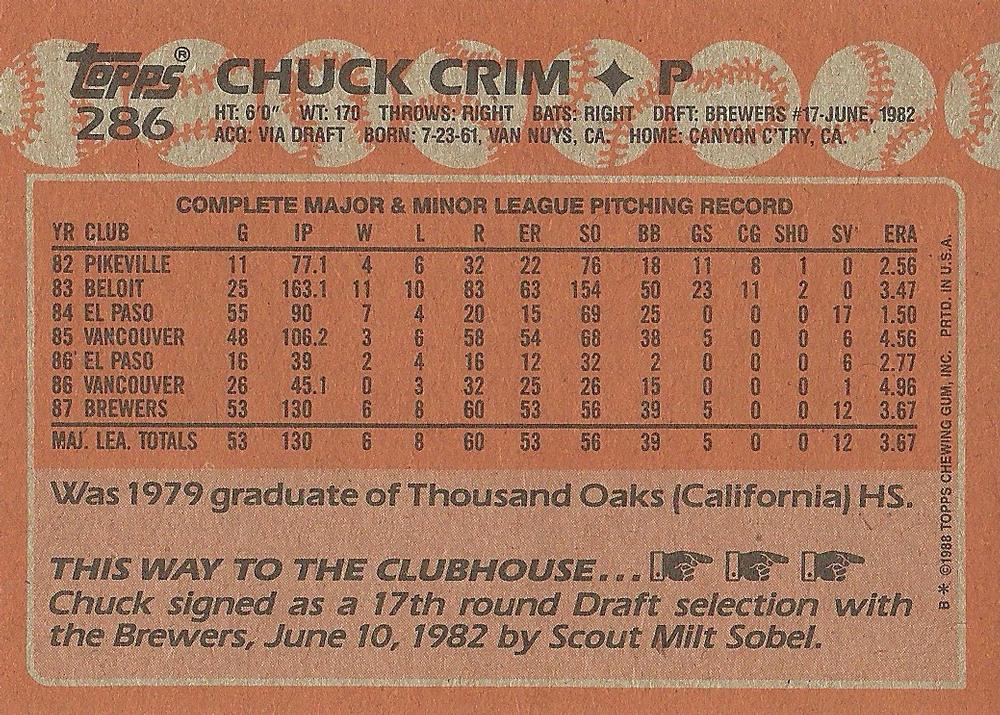 Topps® CHUCK CRIM ✦ P
286 HT: 6'0" WT: 170 THROWS: RIGHT BATS: RIGHT DRFT: BREWERS #17-JUNE, 1982
ACQ: VIA DRAFT BORN: 7-23-61, VAN NUYS, CA. HOME: CANYON C'TRY, CA.
COMPLETE MAJOR & MINOR LEAGUE PITCHING RECORD
YR CLUB G IP W L R ER SO BB GS CG SHO SV ERA
82 PIKEVILLE 11 77.1 4 6 32 22 76 18 11 8 1 0 2.56
83 BELOIT 25 163.1 11 10 83 63 154 50 23 11 2 0 3.47
84 EL PASO 55 90 7 4 20 15 69 25 0 0 0 17 1.50
85 VANCOUVER 48 106.2 3 6 58 54 68 38 5 0 0 6 4.56
86 EL PASO 16 39 2 4 16 12 32 2 0 0 0 6 2.77
86 VANCOUVER 26 45.1 0 3 32 25 26 15 0 0 0 1 4.96
87 BREWERS 53 130 6 8 60 53 56 39 5 0 0 12 3.67
MAJ. LEA. TOTALS 53 130 6 8 60 53 56 39 5 0 0 12 3.67
Was 1979 graduate of Thousand Oaks (California) HS.
THIS WAY TO THE CLUBHOUSE...
Chuck signed as a 17th round Draft selection with
the Brewers, June 10, 1982 by Scout Milt Sobel.
B * ©1988 TOPPS CHEWING GUM, INC. PRTD. IN U.S.A.